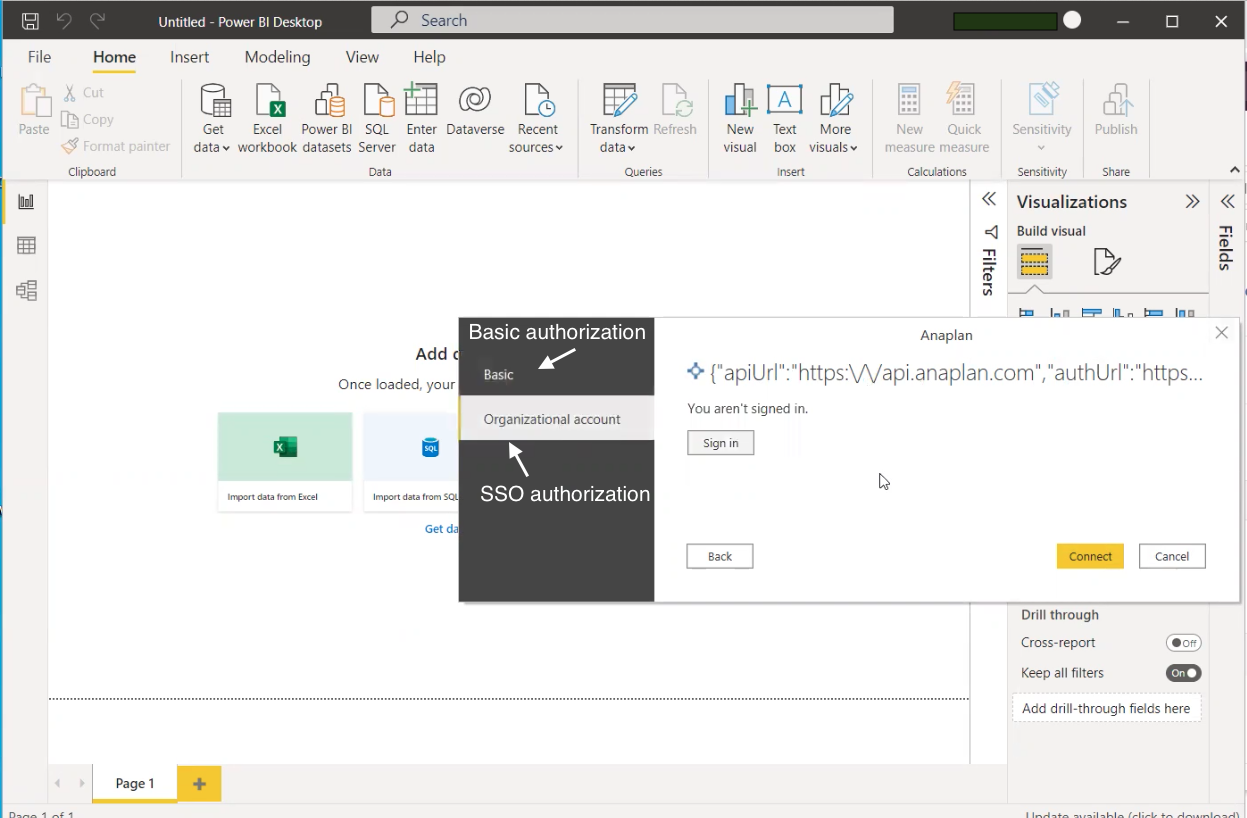 Untitled - Power BI Desktop
Search
File Home Insert Modeling View Help
Paste
Cut
Copy
Format painter
Clipboard
Get data
Excel workbook
Power BI datasets
SQL Server
Enter data
Dataverse
Recent sources
Data
Transform data
Refresh
Queries
New visual
Text box
More visuals
Insert
New measure
Quick measure
Calculations
Sensitivity
Sensitivity
Publish
Share
Filters
Visualizations
Build visual
Fields
Add d
Once loaded, your
Import data from Excel
Import data from SQL
Get da
Basic authorization
Basic
Organizational account
SSO authorization
Anaplan
{"apiUrl":"https:\/\/api.anaplan.com","authUrl":"https...
You aren't signed in.
Sign in
Back
Connect
Cancel
Drill through
Cross-report
Off
Keep all filters
On
Add drill-through fields here
Page 1
Page 1 of 1
Update available (click to download)